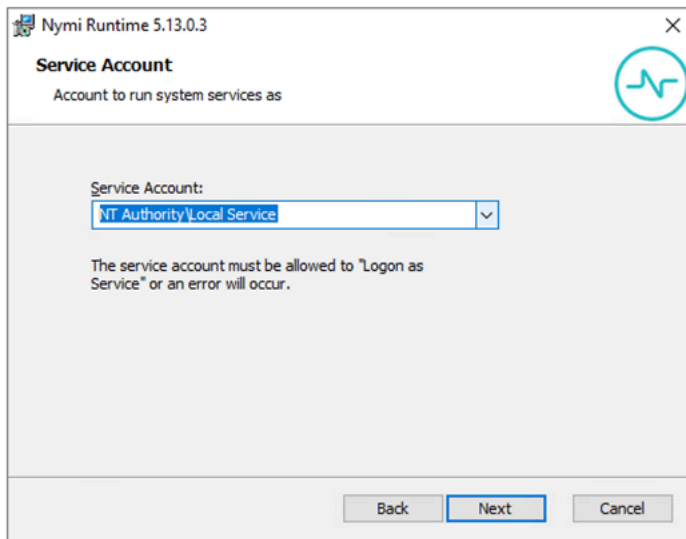 Nymi Runtime 5.13.0.3
Service Account
Account to run system services as
Service Account:
NT Authority\Local Service
The service account must be allowed to "Logon as
Service" or an error will occur.
Back
Next
Cancel